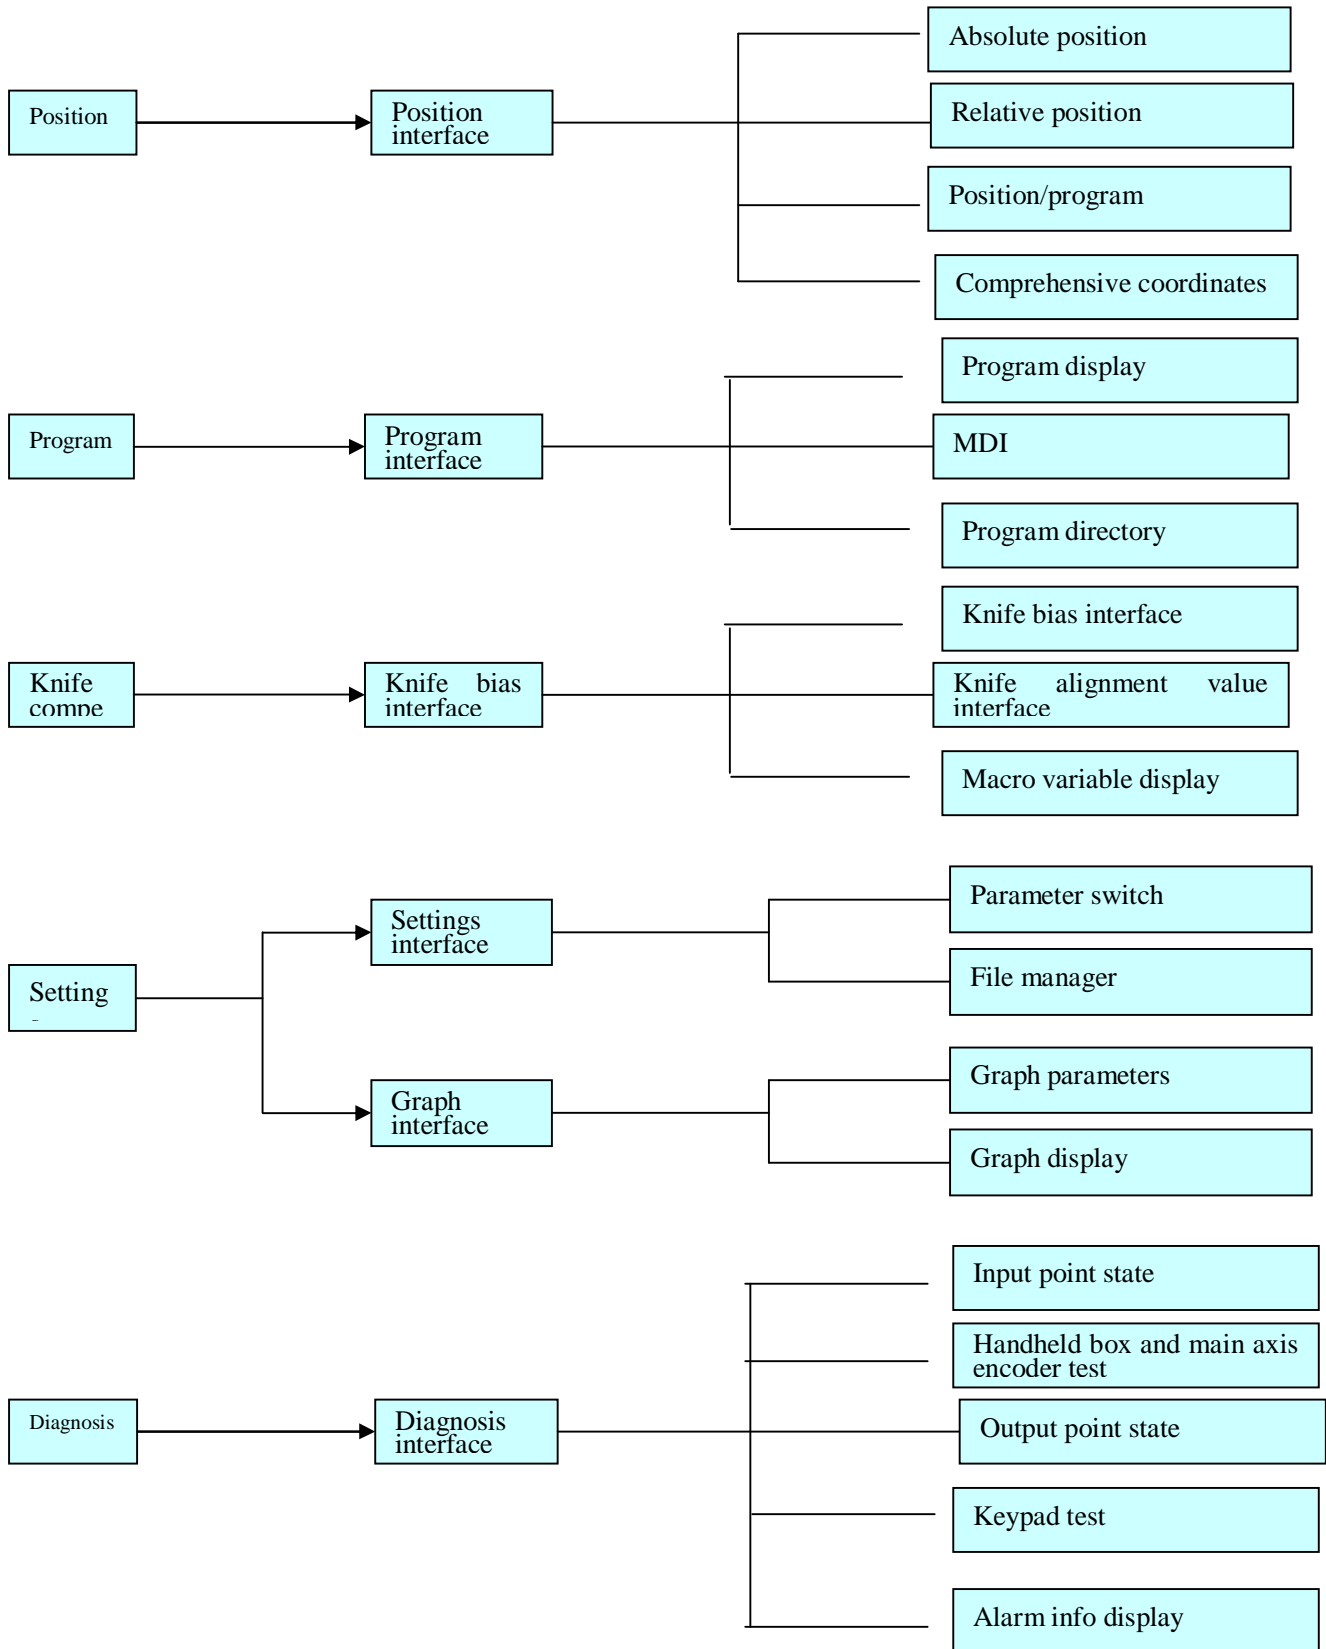 Absolute position
Position
Position
interface
Relative position
Position/program
Comprehensive coordinates
Program display
Program
Program
interface
MDI
Program directory
Knife bias interface
Knife
compe
Knife bias
interface
Knife alignment value
interface
Macro variable display
Parameter switch
Settings
interface
File manager
Setting
Graph parameters
Graph
interface
Graph display
Input point state
Handheld box and main axis
encoder test
Diagnosis
Diagnosis
interface
Output point state
Keypad test
Alarm info display